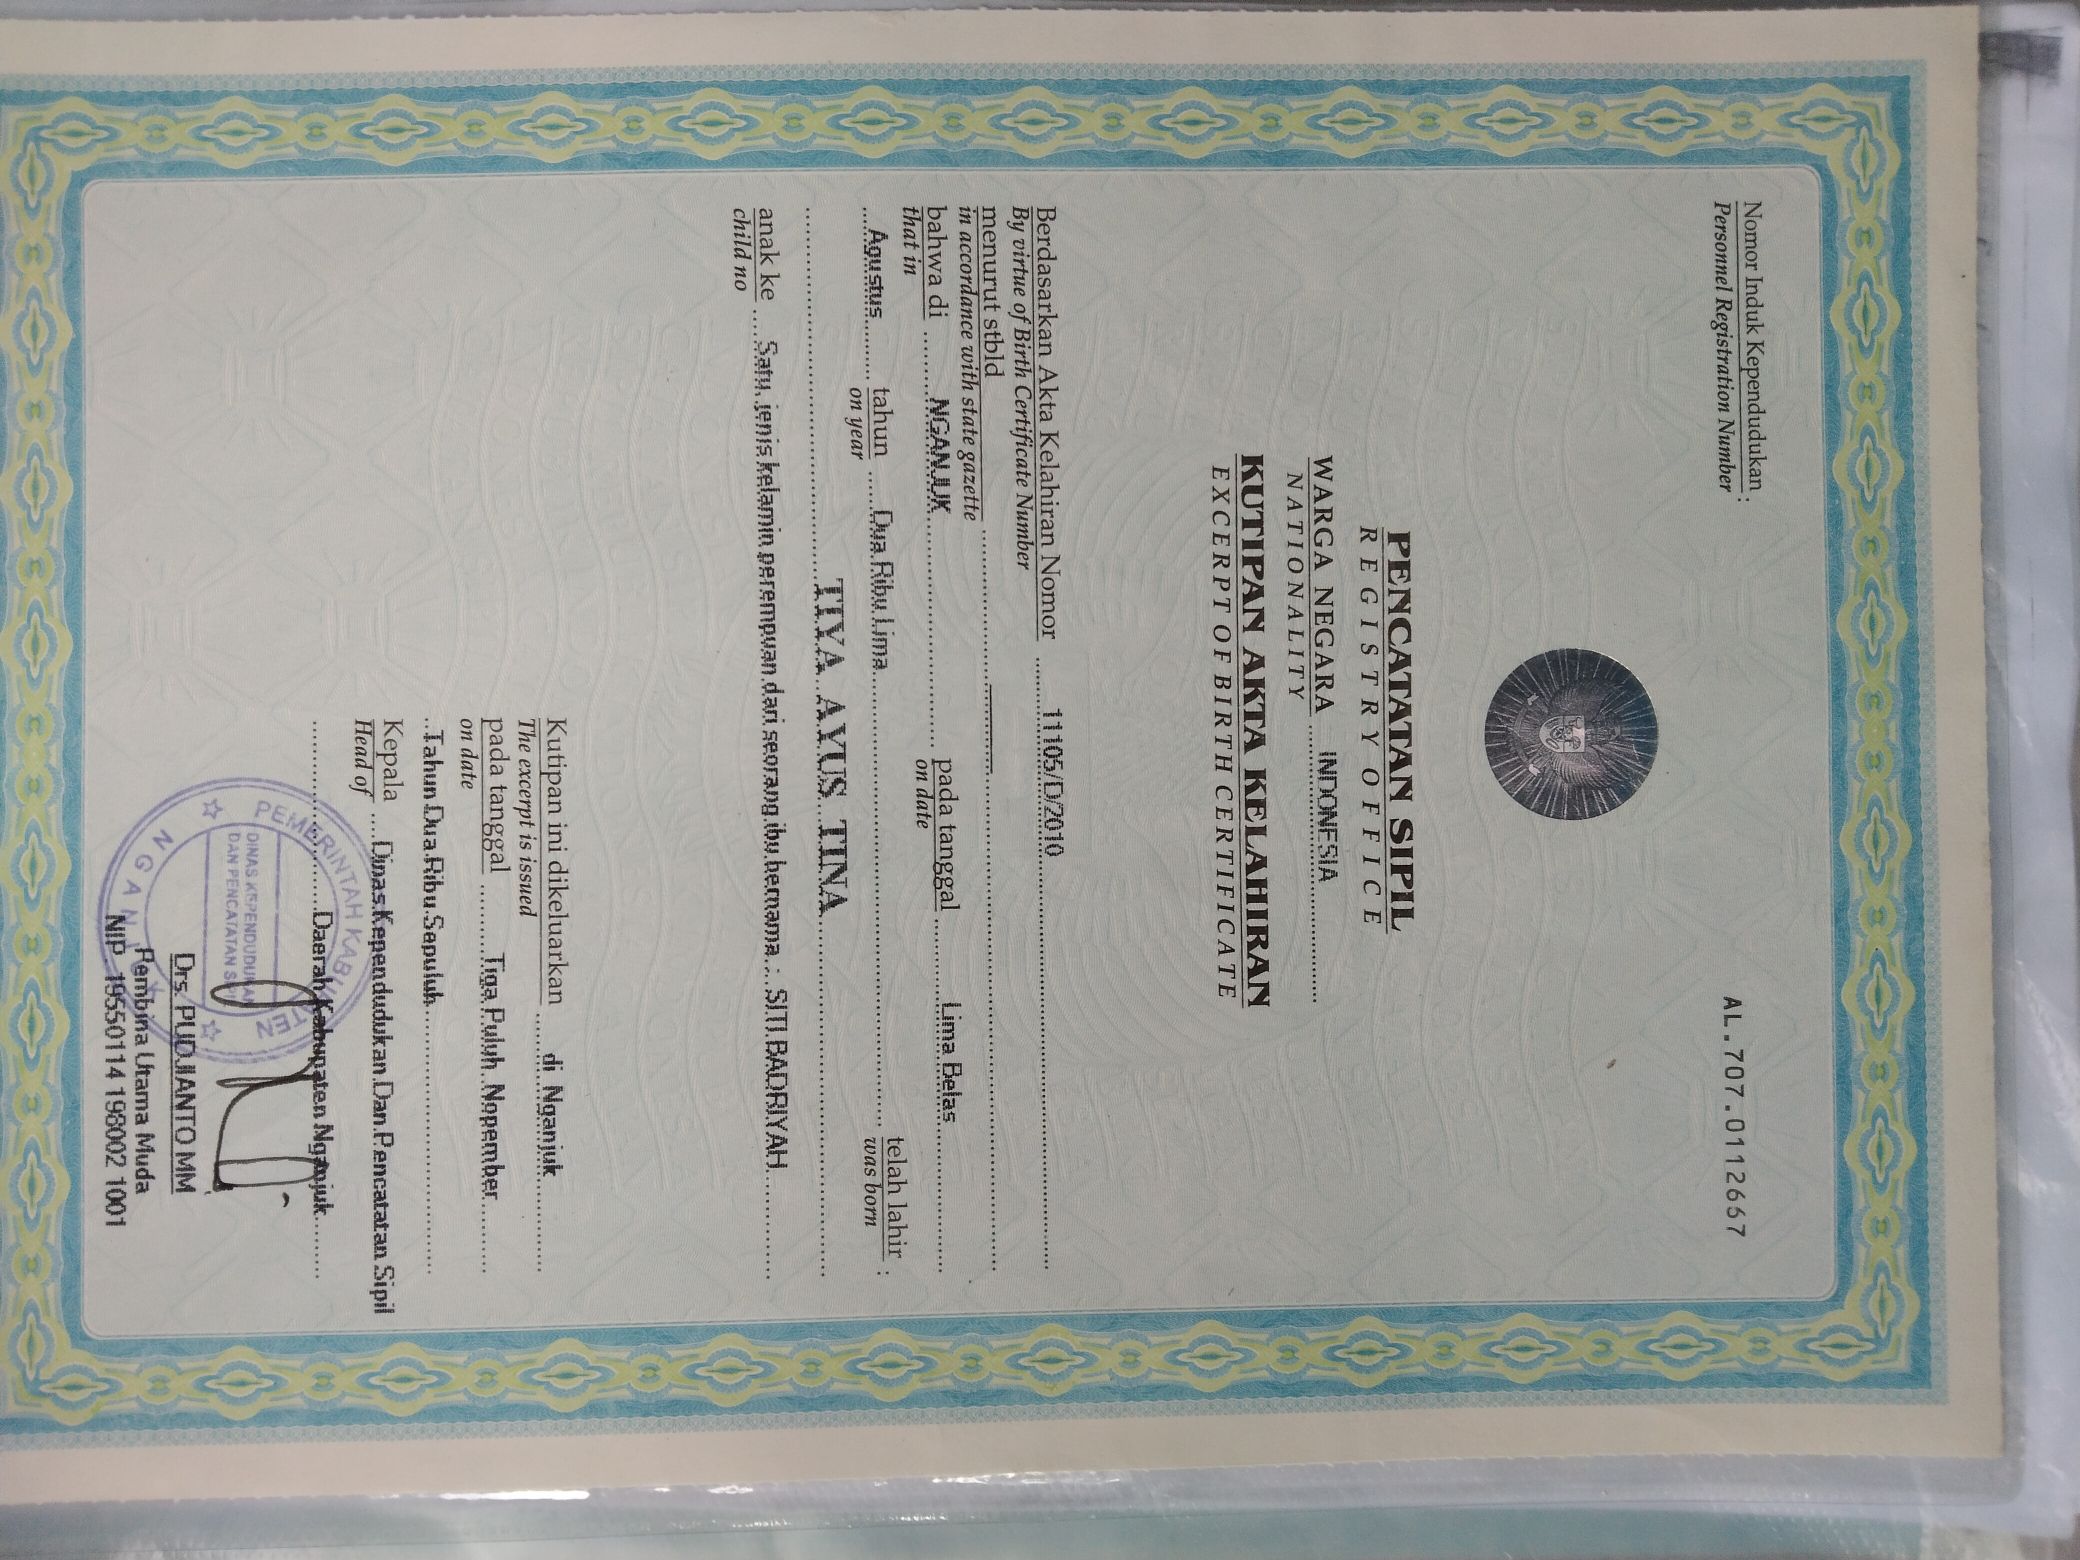 Nomor Induk Kependudukan :
Personnel Registration Number
AL.707.0112667
PENCATATAN SIPIL
REGISTRY OFFICE
WARGA NEGARA INDONESIA
NATIONALITY
KUTIPAN AKTA KELAHIRAN
EXCERPT OF BIRTH CERTIFICATE
Berdasarkan Akta Kelahiran Nomor 11105/D/2010
By virtue of Birth Certificate Number
menurut stbld
in accordance with state gazette
bahwa di NGANJUK pada tanggal Lima Belas
that in on date
Agustus tahun Dua Ribu Lima telah lahir :
on year was born
TIYA AYUS TINA
anak ke Satu, jenis kelamin perempuan dari seorang ibu bernama : SITI BADRIYAH
child no
Kutipan ini dikeluarkan di Nganjuk
The excerpt is issued
pada tanggal Tiga Puluh Nopember
on date
Tahun Dua Ribu Sepuluh
Kepala Dinas Kependudukan Dan Pencatatan Sipil
Head of
Daerah Kabupaten Nganjuk
PEMERINTAH KABUPATEN
DINAS KEPENDUDUKAN
DAN PENCATATAN SIPIL
NGANJUK
Drs. PUDJIANTO MM
Pembina Utama Muda
NIP. 19550114 198002 1001